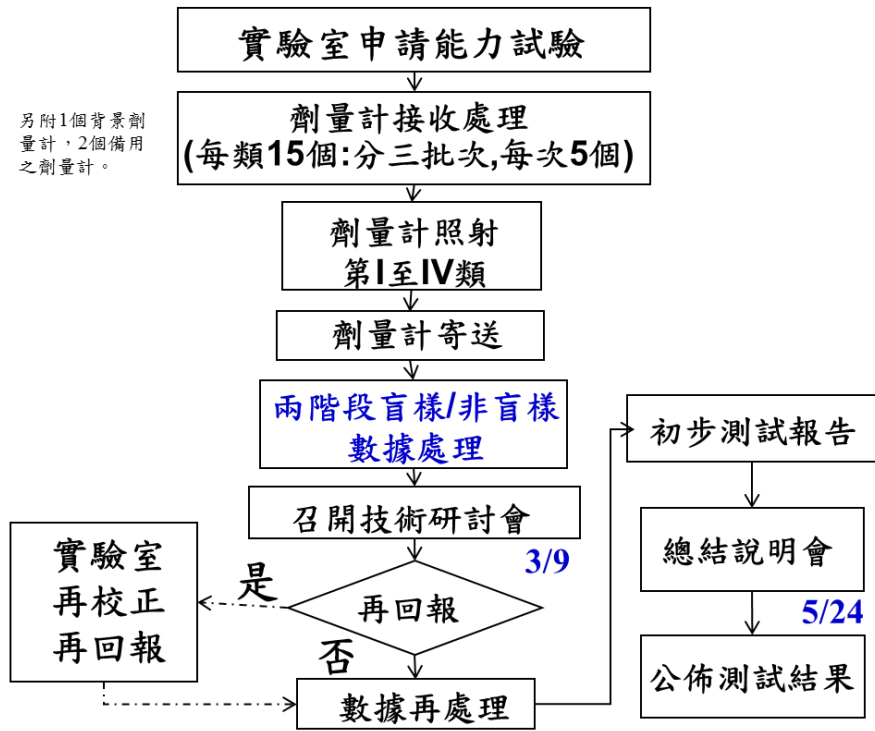 實驗室申請能力試驗
另附1個背景劑
量計，2個備用
之劑量計。
劑量計接收處理
(每類15個:分三批次,每次5個)
劑量計照射
第I至IV類
劑量計寄送
兩階段盲樣/非盲樣
數據處理
召開技術研討會
3/9
再回報
是
實驗室
再校正
再回報
否
數據再處理
初步測試報告
總結說明會
5/24
公佈測試結果